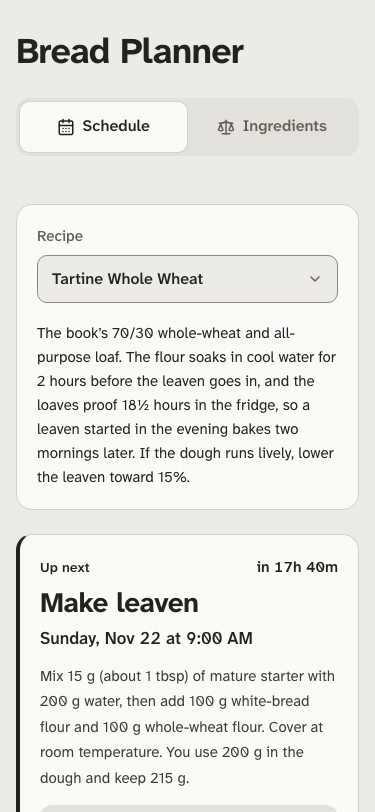 Bread Planner
Schedule
Ingredients
Recipe
Tartine Whole Wheat
The book’s 70/30 whole-wheat and all-
purpose loaf. The flour soaks in cool water for
2 hours before the leaven goes in, and the
loaves proof 18½ hours in the fridge, so a
leaven started in the evening bakes two
mornings later. If the dough runs lively, lower
the leaven toward 15%.
Up next
in 17h 40m
Make leaven
Sunday, Nov 22 at 9:00 AM
Mix 15 g (about 1 tbsp) of mature starter with
200 g water, then add 100 g white-bread
flour and 100 g whole-wheat flour. Cover at
room temperature. You use 200 g in the
dough and keep 215 g.